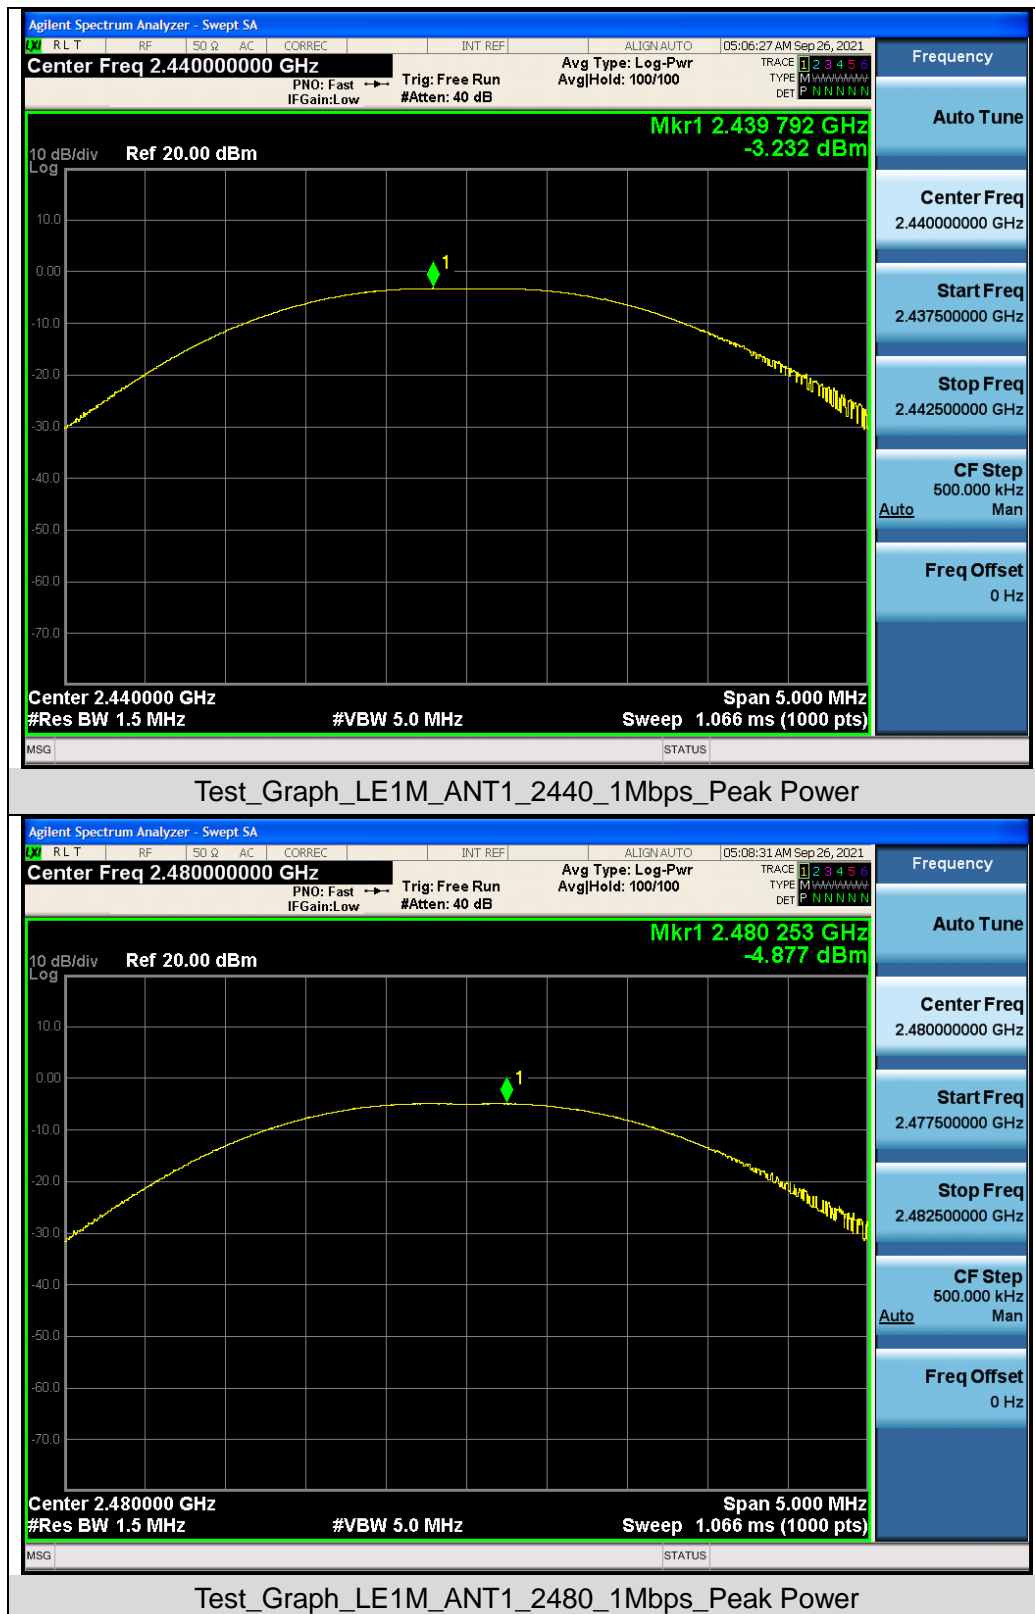 Agilent Spectrum Analyzer - Swept SA
LXI RL T RF 50 Ω AC CORREC INT REF ALIGN AUTO 05:06:27 AM Sep 26, 2021
Center Freq 2.440000000 GHz
PNO: Fast
IFGain:Low
Trig: Free Run
#Atten: 40 dB
Avg Type: Log-Pwr
Avg|Hold: 100/100
TRACE 1 2 3 4 5 6
TYPE M
DET P N N N N N
Mkr1 2.439 792 GHz
-3.232 dBm
10 dB/div Ref 20.00 dBm
Log
1
10.0
0.00
-10.0
-20.0
-30.0
-40.0
-50.0
-60.0
-70.0
Center 2.440000 GHz
#Res BW 1.5 MHz
#VBW 5.0 MHz
Span 5.000 MHz
Sweep 1.066 ms (1000 pts)
MSG STATUS
Frequency
Auto Tune
Center Freq
2.440000000 GHz
Start Freq
2.437500000 GHz
Stop Freq
2.442500000 GHz
CF Step
500.000 kHz
Auto Man
Freq Offset
0 Hz
Test_Graph_LE1M_ANT1_2440_1Mbps_Peak Power
Agilent Spectrum Analyzer - Swept SA
LXI RL T RF 50 Ω AC CORREC INT REF ALIGN AUTO 05:08:31 AM Sep 26, 2021
Center Freq 2.480000000 GHz
PNO: Fast
IFGain:Low
Trig: Free Run
#Atten: 40 dB
Avg Type: Log-Pwr
Avg|Hold: 100/100
TRACE 1 2 3 4 5 6
TYPE M
DET P N N N N N
Mkr1 2.480 253 GHz
-4.877 dBm
10 dB/div Ref 20.00 dBm
Log
1
10.0
0.00
-10.0
-20.0
-30.0
-40.0
-50.0
-60.0
-70.0
Center 2.480000 GHz
#Res BW 1.5 MHz
#VBW 5.0 MHz
Span 5.000 MHz
Sweep 1.066 ms (1000 pts)
MSG STATUS
Frequency
Auto Tune
Center Freq
2.480000000 GHz
Start Freq
2.477500000 GHz
Stop Freq
2.482500000 GHz
CF Step
500.000 kHz
Auto Man
Freq Offset
0 Hz
Test_Graph_LE1M_ANT1_2480_1Mbps_Peak Power